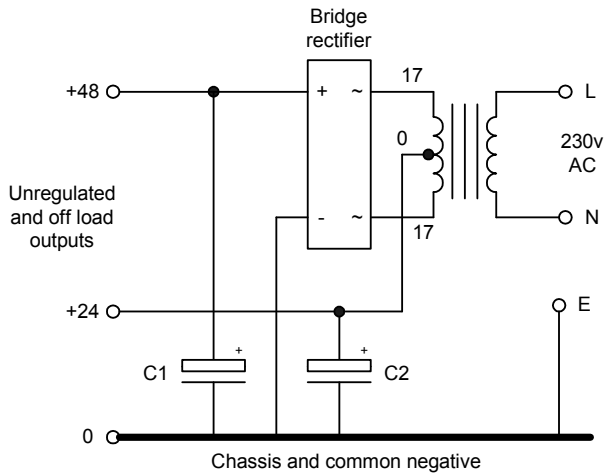 Bridge
rectifier
+48
+ ~
17
L
0
230v
AC
Unregulated
and off load
outputs
- ~
17
N
+24
E
+
+
C1
C2
0
Chassis and common negative